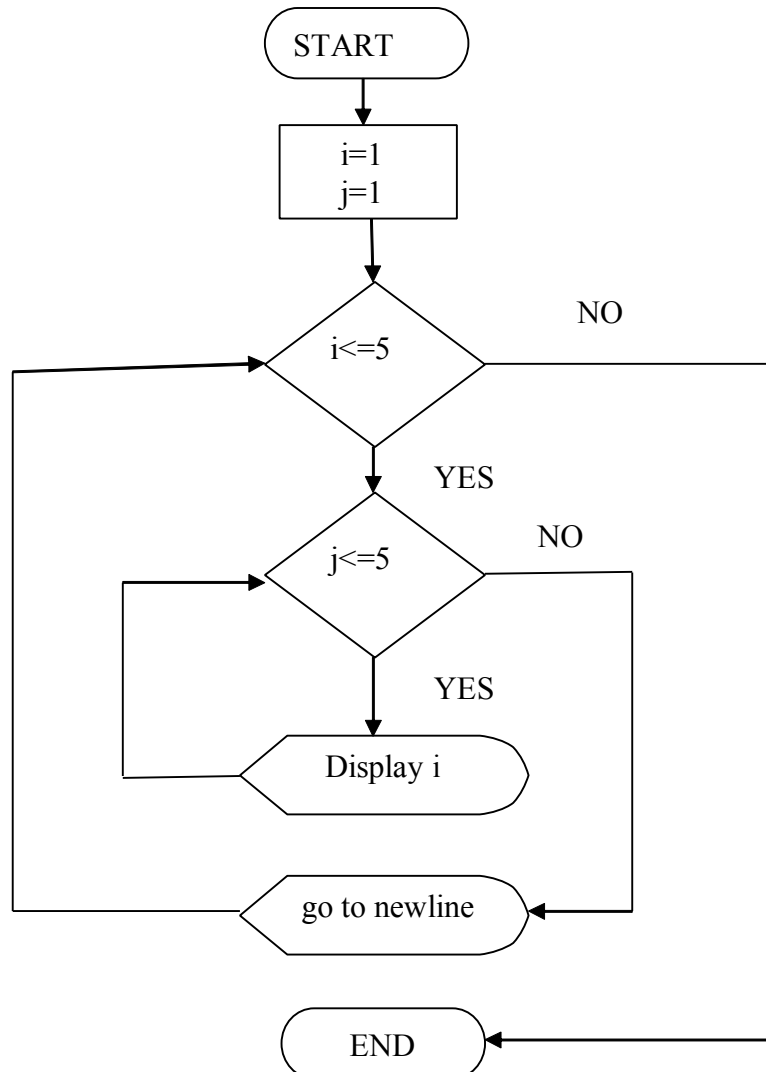 START
i=1
j=1
NO
i<=5
YES
NO
j<=5
YES
Display i
go to newline
END